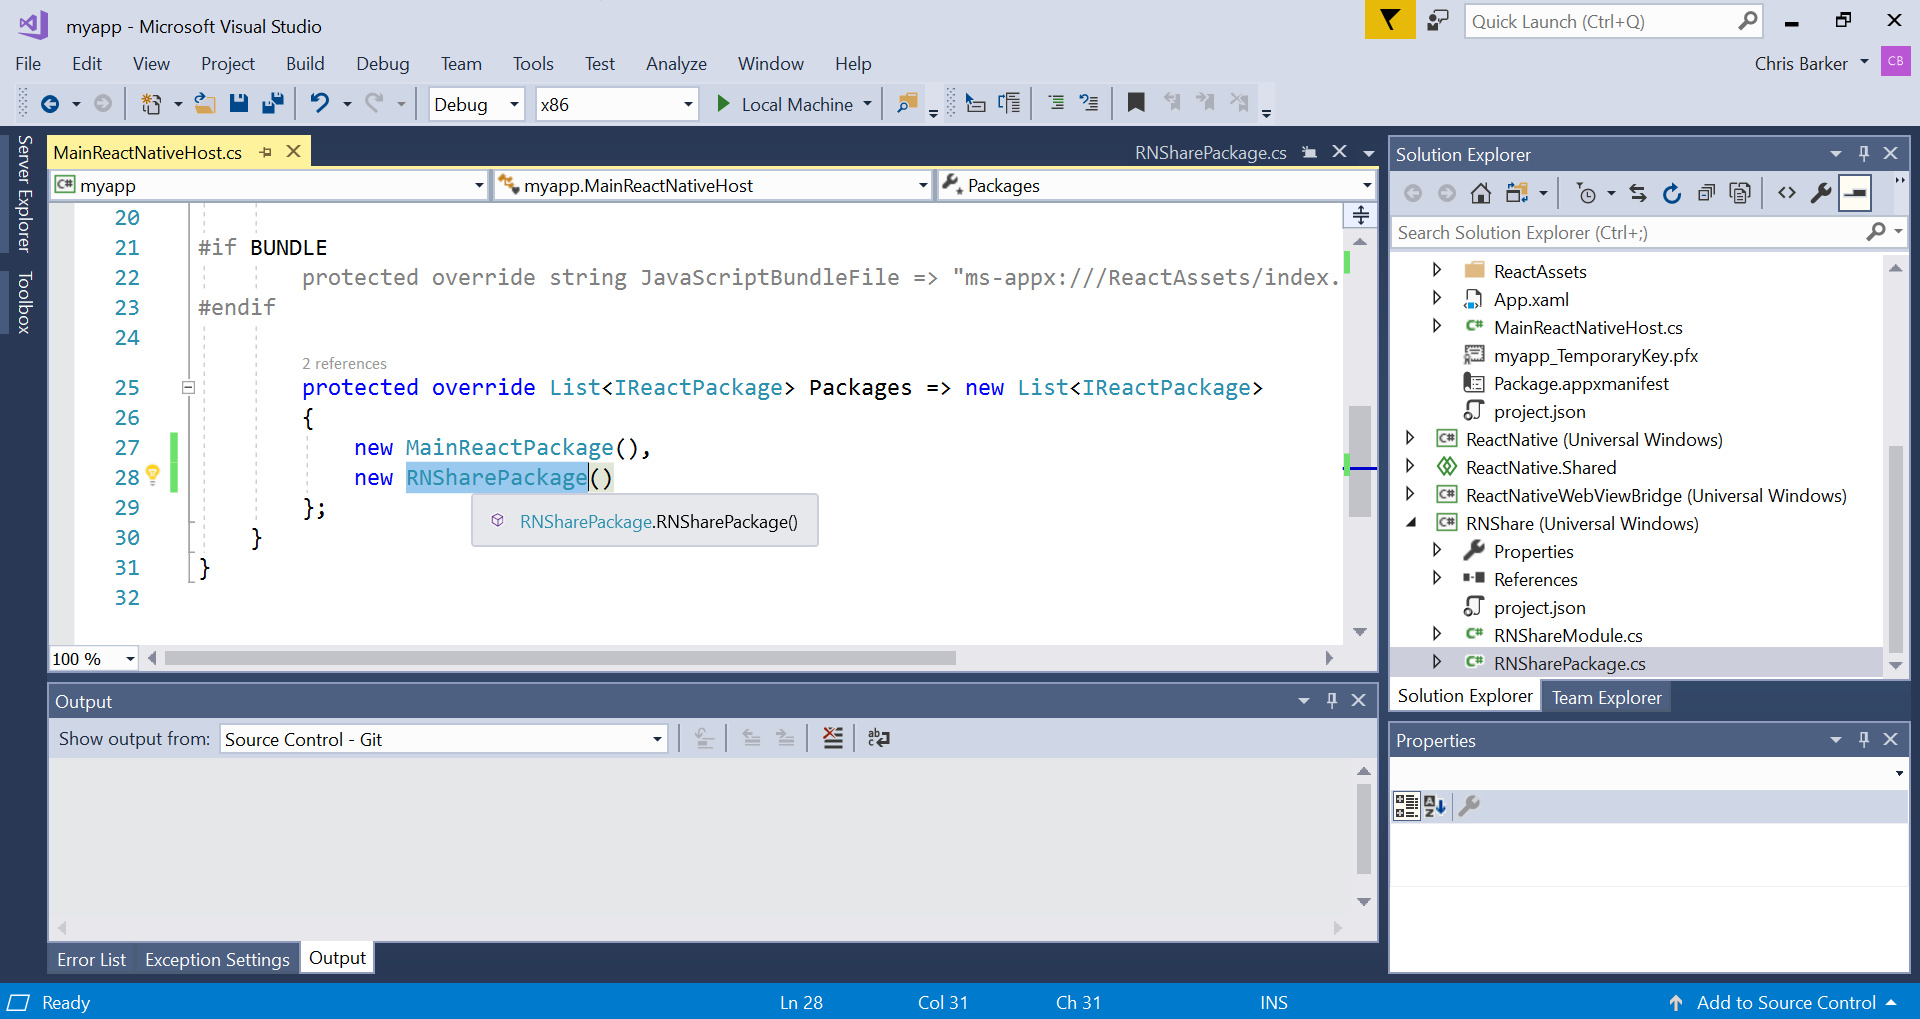 myapp - Microsoft Visual Studio
Quick Launch (Ctrl+Q)
File Edit View Project Build Debug Team Tools Test Analyze Window Help
Chris Barker CB
Debug x86 Local Machine
Server Explorer
Toolbox
MainReactNativeHost.cs
RNSharePackage.cs
C# myapp
myapp.MainReactNativeHost
Packages
20
21 #if BUNDLE
22 protected override string JavaScriptBundleFile => "ms-appx:///ReactAssets/index.
23 #endif
24
2 references
25 protected override List<IReactPackage> Packages => new List<IReactPackage>
26 {
27 new MainReactPackage(),
28 new RNSharePackage()
29 };
30 }
31 }
32
RNSharePackage.RNSharePackage()
100 %
Output
Show output from: Source Control - Git
Error List Exception Settings Output
Solution Explorer
Search Solution Explorer (Ctrl+;)
ReactAssets
App.xaml
C# MainReactNativeHost.cs
myapp_TemporaryKey.pfx
Package.appxmanifest
project.json
C# ReactNative (Universal Windows)
ReactNative.Shared
C# ReactNativeWebViewBridge (Universal Windows)
C# RNShare (Universal Windows)
Properties
References
project.json
C# RNShareModule.cs
C# RNSharePackage.cs
Solution Explorer Team Explorer
Properties
Ready Ln 28 Col 31 Ch 31 INS Add to Source Control